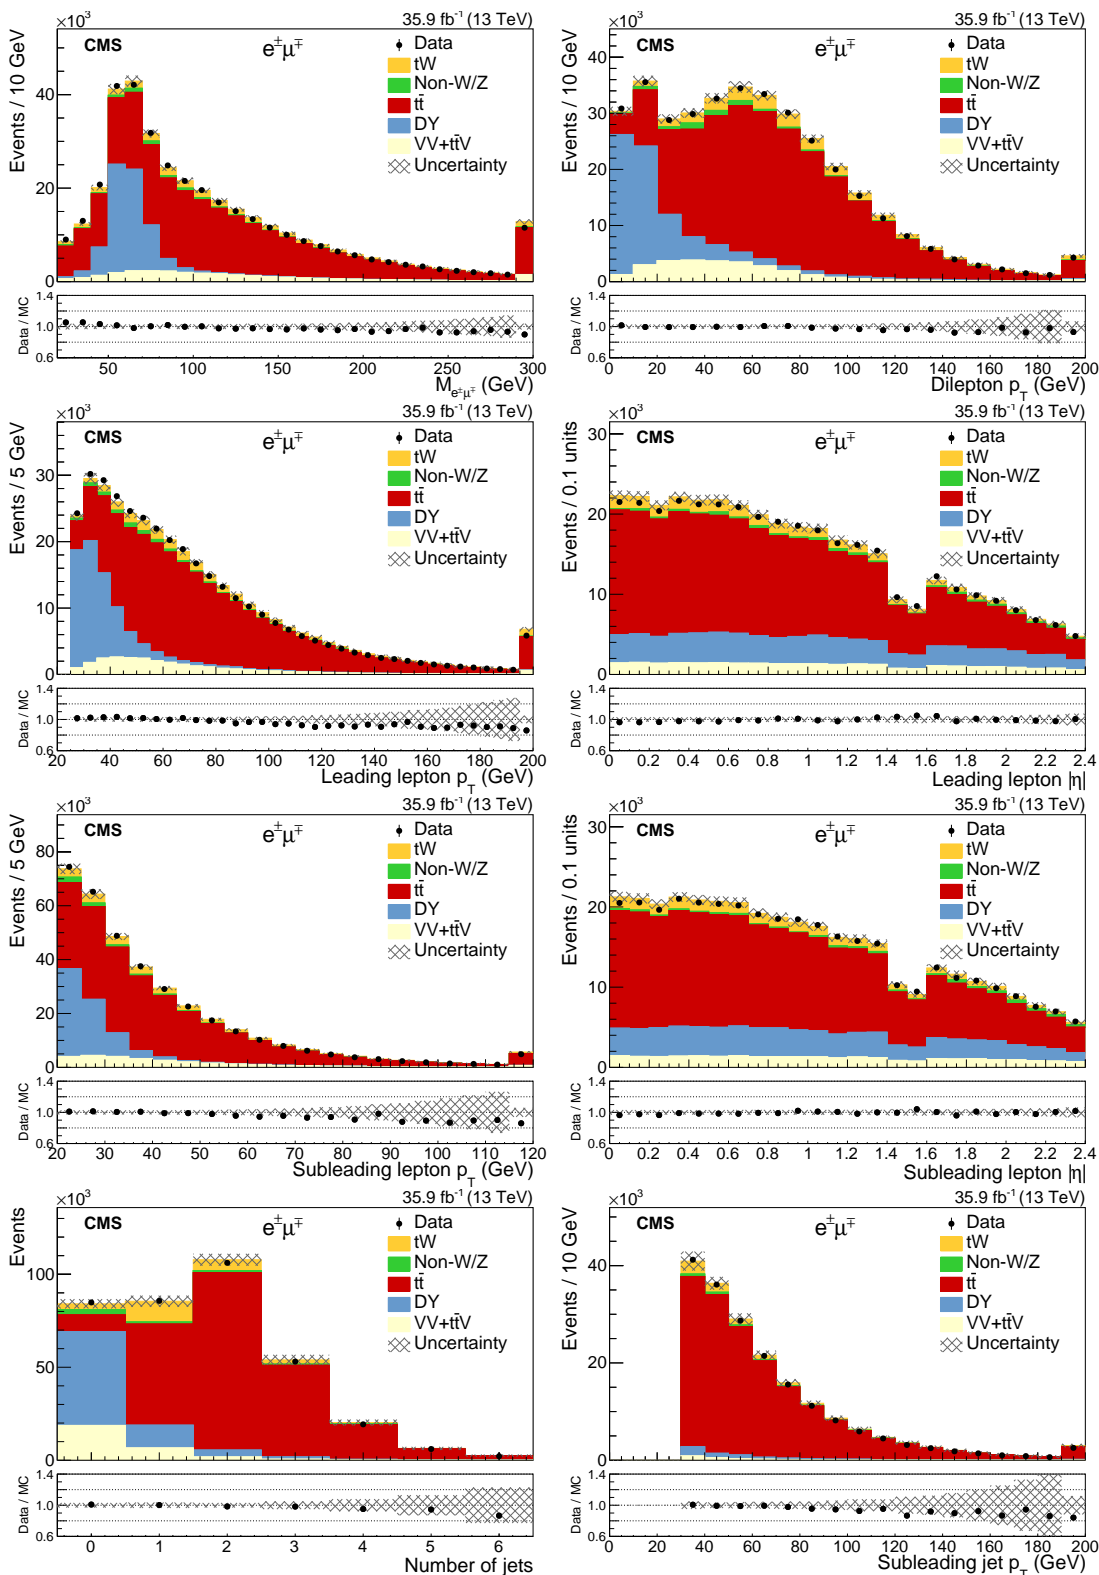 ×10³
35.9 fb⁻¹ (13 TeV)
CMS
e±μ∓
Data
tW
Non-W/Z
tt̄
DY
VV+tt̄V
Uncertainty
Events / 10 GeV
40
20
0
Data / MC
1.4
1.0
0.6
50 100 150 200 250 300
M_e±μ∓ (GeV)
×10³
35.9 fb⁻¹ (13 TeV)
CMS
e±μ∓
Data
tW
Non-W/Z
tt̄
DY
VV+tt̄V
Uncertainty
Events / 10 GeV
40
30
20
10
0
Data / MC
1.4
1.0
0.6
0 20 40 60 80 100 120 140 160 180 200
Dilepton p_T (GeV)
×10³
35.9 fb⁻¹ (13 TeV)
CMS
e±μ∓
Data
tW
Non-W/Z
tt̄
DY
VV+tt̄V
Uncertainty
Events / 5 GeV
30
20
10
0
Data / MC
1.4
1.0
0.6
20 40 60 80 100 120 140 160 180 200
Leading lepton p_T (GeV)
×10³
35.9 fb⁻¹ (13 TeV)
CMS
e±μ∓
Data
tW
Non-W/Z
tt̄
DY
VV+tt̄V
Uncertainty
Events / 0.1 units
30
20
10
0
Data / MC
1.4
1.0
0.6
0 0.2 0.4 0.6 0.8 1 1.2 1.4 1.6 1.8 2 2.2 2.4
Leading lepton |η|
×10³
35.9 fb⁻¹ (13 TeV)
CMS
e±μ∓
Data
tW
Non-W/Z
tt̄
DY
VV+tt̄V
Uncertainty
Events / 5 GeV
80
60
40
20
0
Data / MC
1.4
1.0
0.6
20 30 40 50 60 70 80 90 100 110 120
Subleading lepton p_T (GeV)
×10³
35.9 fb⁻¹ (13 TeV)
CMS
e±μ∓
Data
tW
Non-W/Z
tt̄
DY
VV+tt̄V
Uncertainty
Events / 0.1 units
30
20
10
0
Data / MC
1.4
1.0
0.6
0 0.2 0.4 0.6 0.8 1 1.2 1.4 1.6 1.8 2 2.2 2.4
Subleading lepton |η|
×10³
35.9 fb⁻¹ (13 TeV)
CMS
e±μ∓
Data
tW
Non-W/Z
tt̄
DY
VV+tt̄V
Uncertainty
Events
100
50
0
Data / MC
1.4
1.0
0.6
0 1 2 3 4 5 6
Number of jets
×10³
35.9 fb⁻¹ (13 TeV)
CMS
e±μ∓
Data
tW
Non-W/Z
tt̄
DY
VV+tt̄V
Uncertainty
Events / 10 GeV
40
20
0
Data / MC
1.4
1.0
0.6
0 20 40 60 80 100 120 140 160 180 200
Subleading jet p_T (GeV)